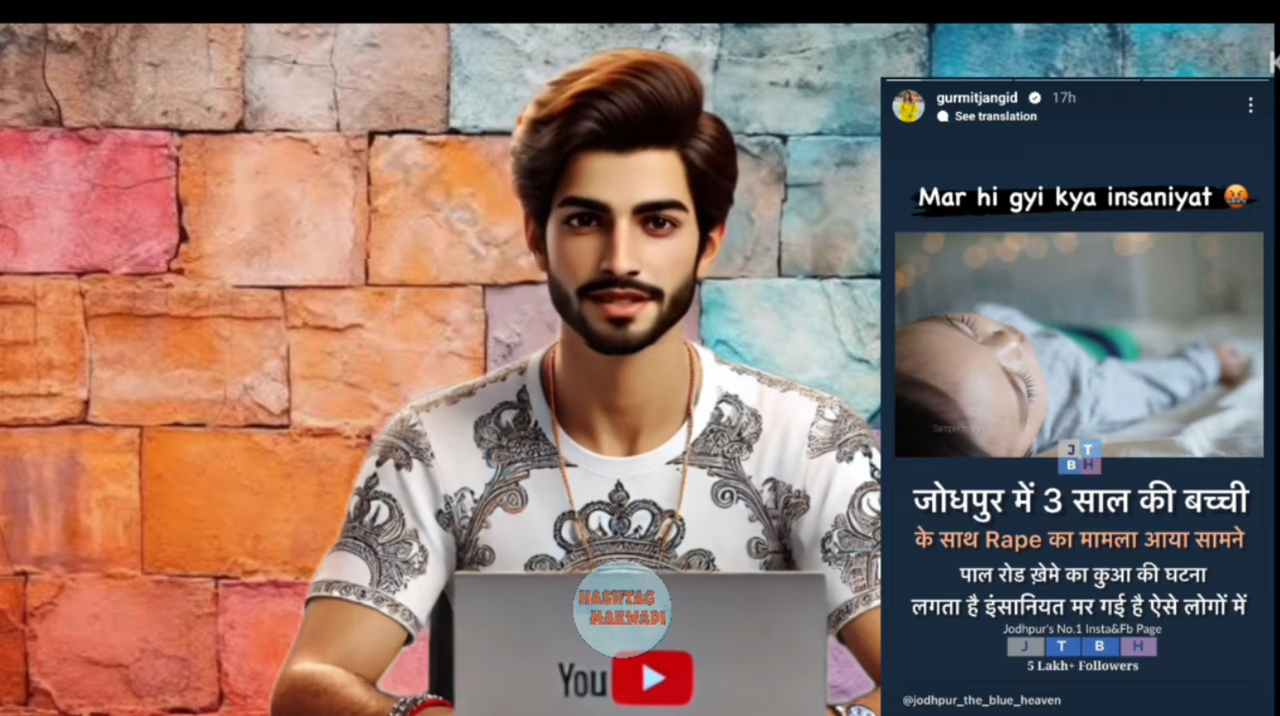 gurmitjangid 17h
See translation
Mar hi gyi kya insaniyat
J T
B H
जोधपुर में 3 साल की बच्ची
के साथ Rape का मामला आया सामने
पाल रोड ख़ेमे का कुआ की घटना
लगता है इंसानियत मर गई है ऐसे लोगों में
Jodhpur's No.1 Insta&Fb Page
J T B H
5 Lakh+ Followers
@jodhpur_the_blue_heaven
HASHTAG
MARWADI
You